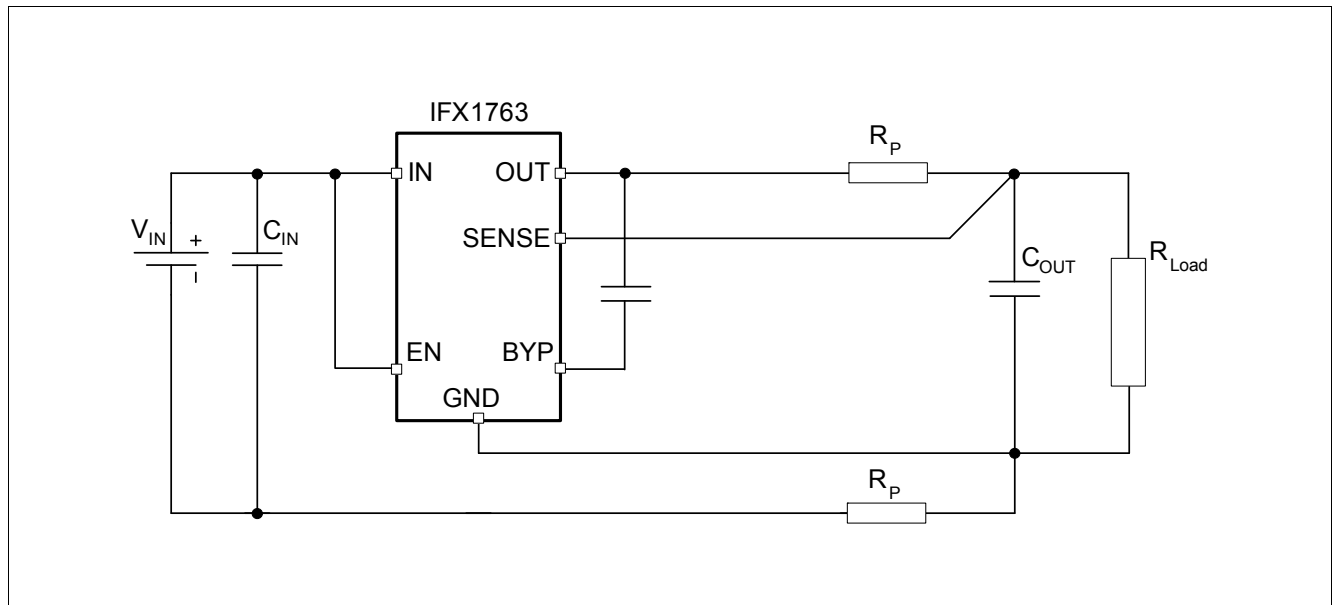 IFX1763
R_P
IN
OUT
V_IN
+
-
C_IN
SENSE
C_OUT
R_Load
EN
BYP
GND
R_P